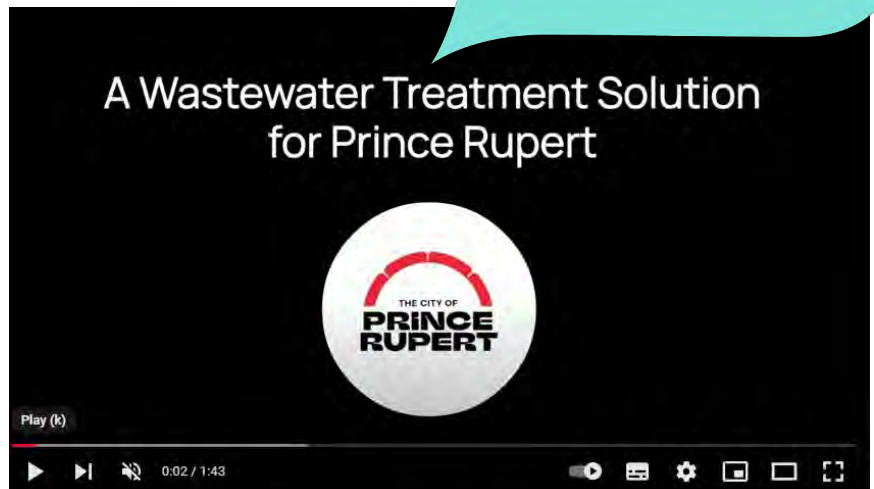 A Wastewater Treatment Solution
for Prince Rupert
THE CITY OF
PRINCE
RUPERT
Play (k)
0:02 / 1:43